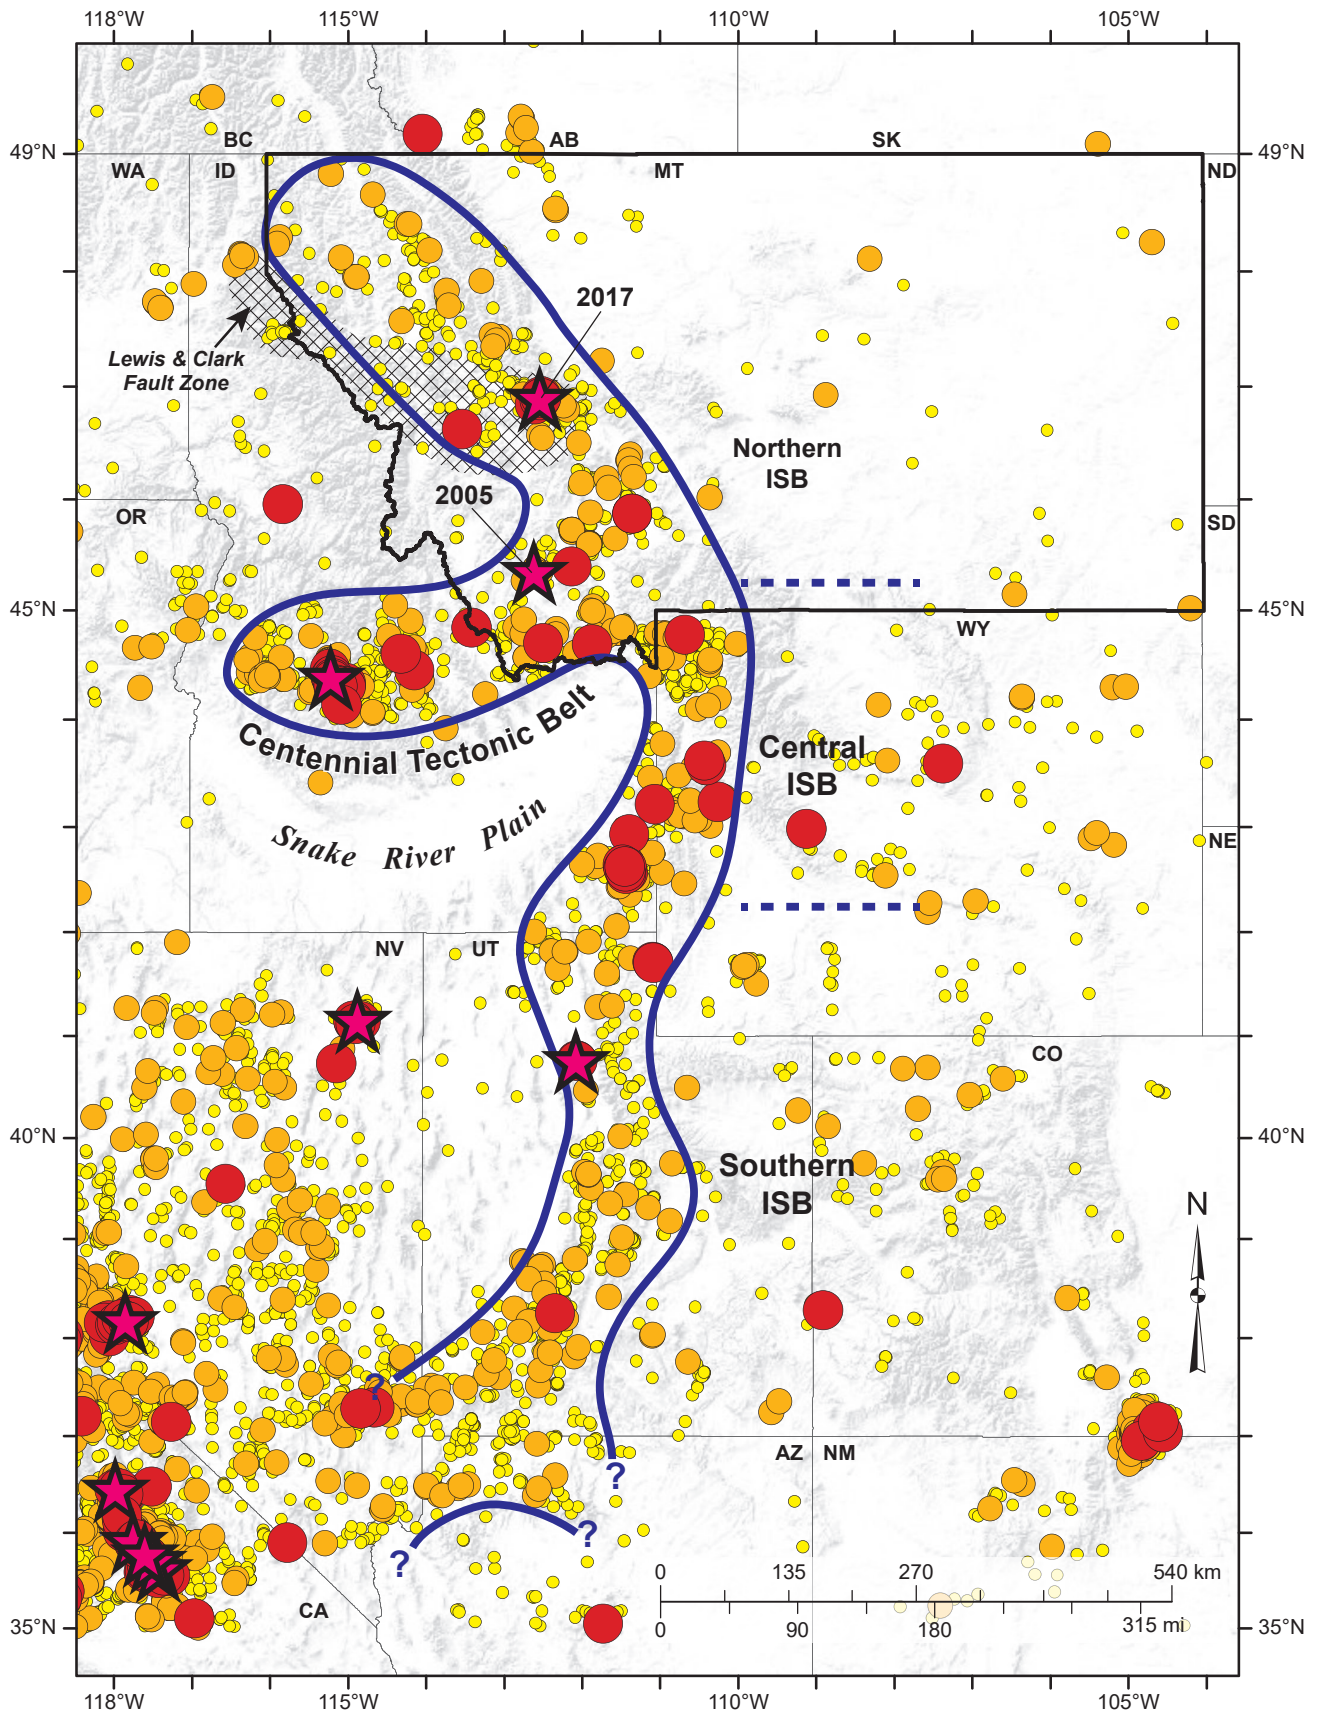 118°W 115°W 110°W 105°W
49°N BC AB SK 49°N
WA ID MT ND
2017
Lewis & Clark
Fault Zone
Northern
ISB
2005
OR SD
45°N 45°N
WY
Centennial Tectonic Belt
Central
ISB
Snake River Plain
NE
NV UT
CO
40°N 40°N
Southern
ISB
N
?
AZ NM
?
?
?
0 135 270 540 km
CA
0 90 180 315 mi
35°N 35°N
118°W 115°W 110°W 105°W